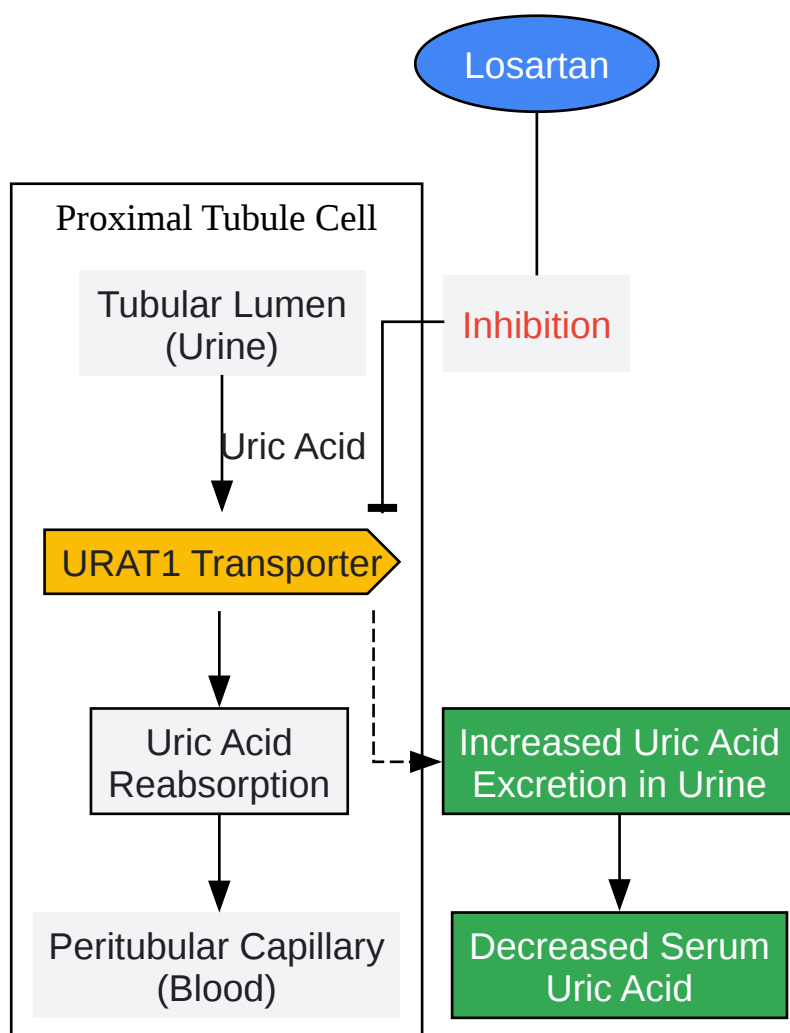 Losartan
Proximal Tubule Cell
Tubular Lumen
(Urine)
Inhibition
Uric Acid
URAT1 Transporter
Uric Acid
Reabsorption
Increased Uric Acid
Excretion in Urine
Peritubular Capillary
(Blood)
Decreased Serum
Uric Acid